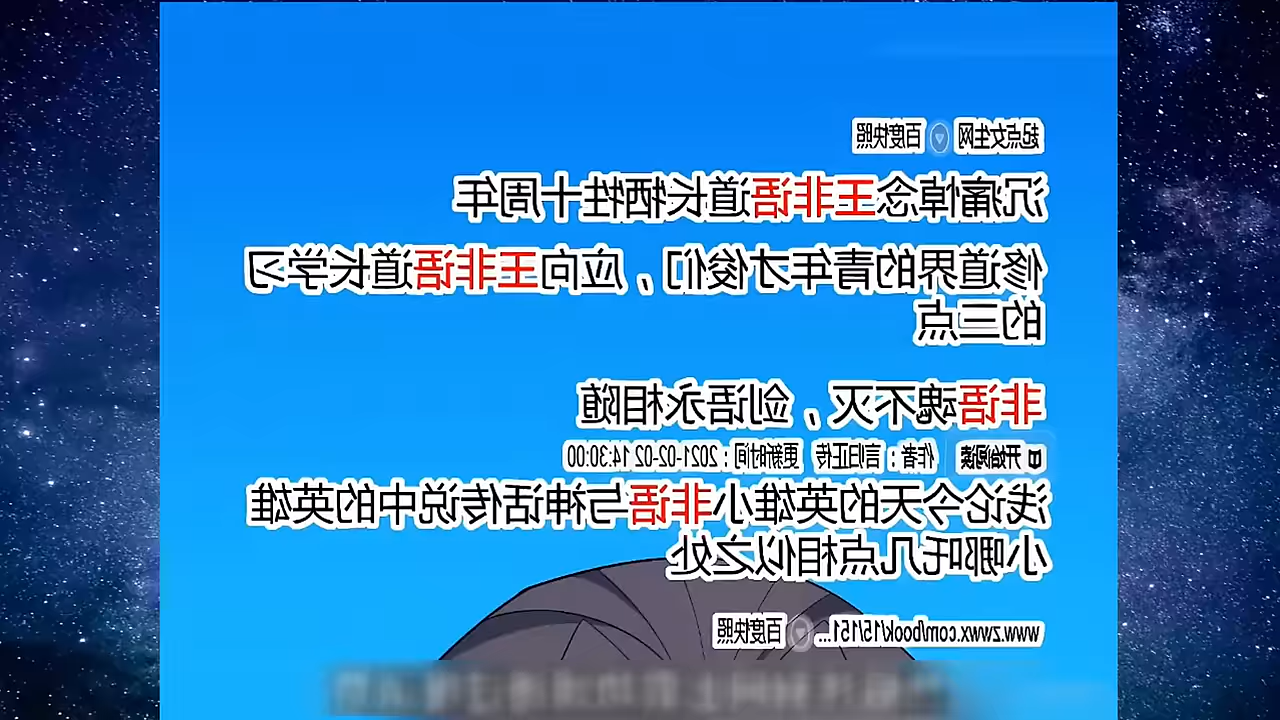 起点文生网 百度快照
沉痛悼念王非语道长牺牲十周年
修道界的青年才俊们，应向王非语道长学习
的三点
非语魂不灭，剑语永相随
开始阅读 作者：言归正传 更新时间：2021-02-02 14:30:00
浅论今天的英雄小非语与神话传说中的英雄
小哪吒几点相似之处
www.zwwx.com/book/15/151... 百度快照